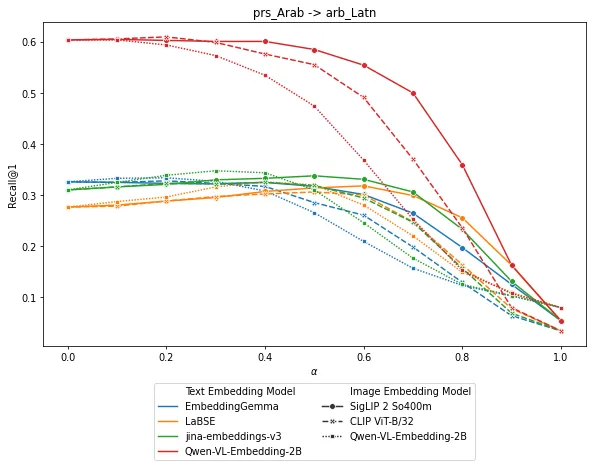 prs_Arab -> arb_Latn
Recall@1
0.6
0.5
0.4
0.3
0.2
0.1
0.0
0.2
0.4
0.6
0.8
1.0
α
Text Embedding Model
EmbeddingGemma
LaBSE
jina-embeddings-v3
Qwen-VL-Embedding-2B
Image Embedding Model
SigLIP 2 So400m
CLIP ViT-B/32
Qwen-VL-Embedding-2B